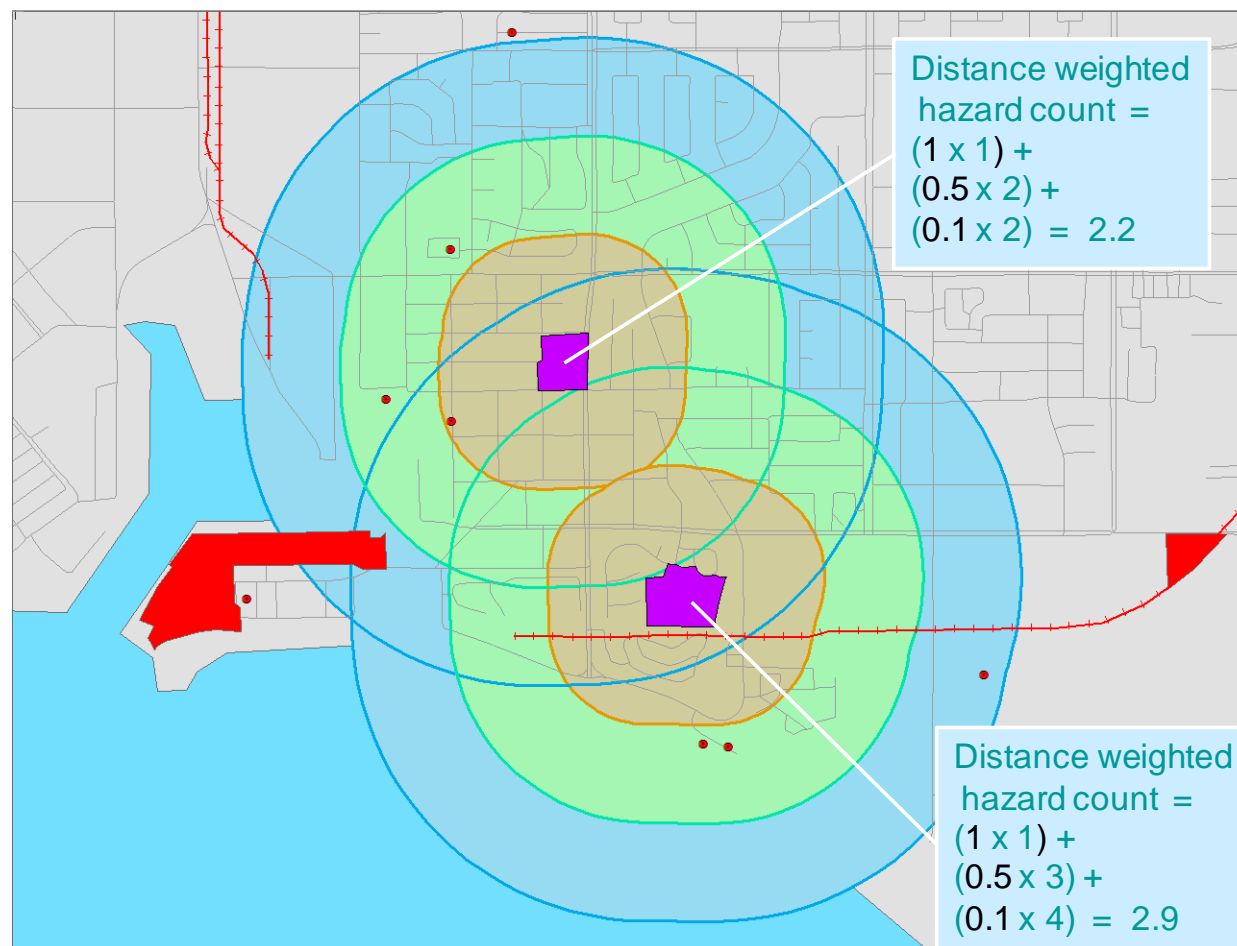 Distance weighted
hazard count =
(1 x 1) +
(0.5 x 2) +
(0.1 x 2) = 2.2
Distance weighted
hazard count =
(1 x 1) +
(0.5 x 3) +
(0.1 x 4) = 2.9